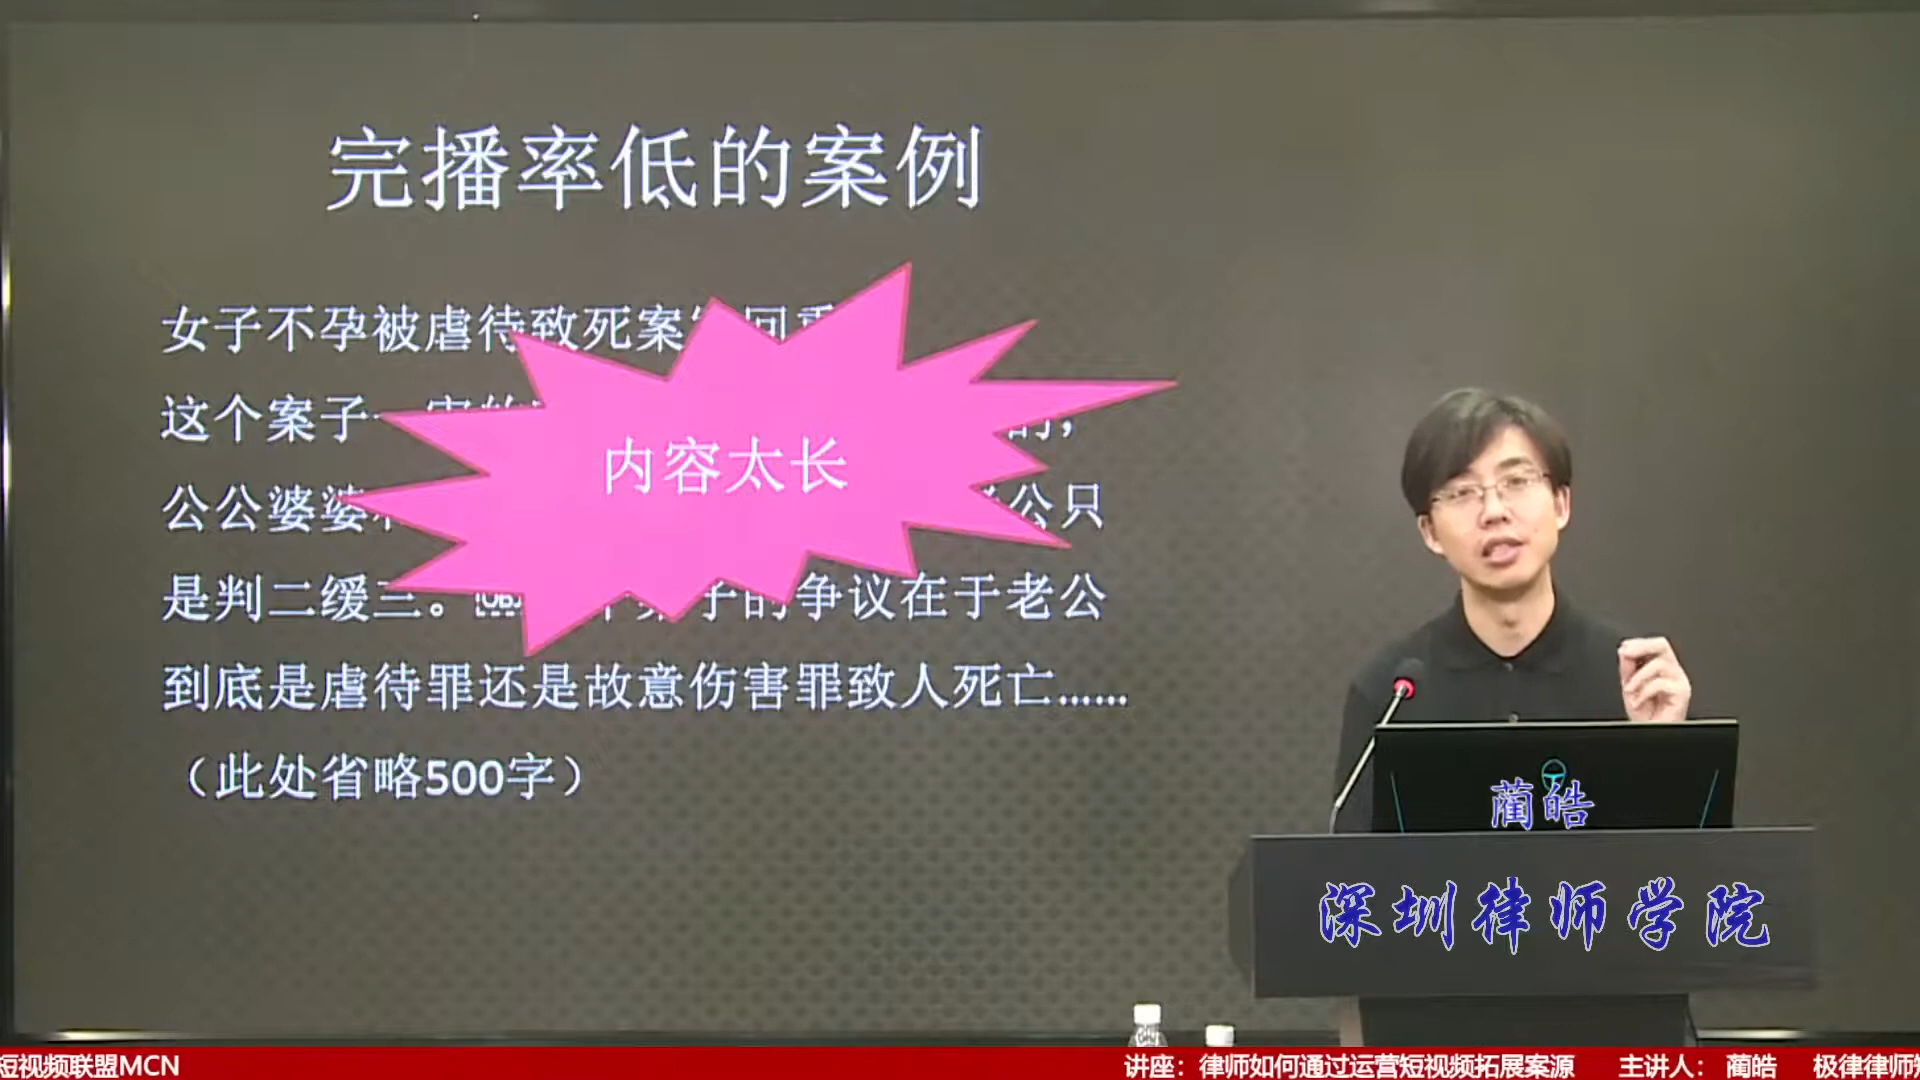 完播率低的案例
女子不孕被虐待致死案
这个案子
的，
公公婆婆
公只
是判二缓三。
子的争议在于老公
到底是虐待罪还是故意伤害罪致人死亡……
（此处省略500字）
内容太长
蔺皓
深圳律师学院
短视频联盟MCN
讲座：律师如何通过运营短视频拓展案源
主讲人：蔺皓
极律律师